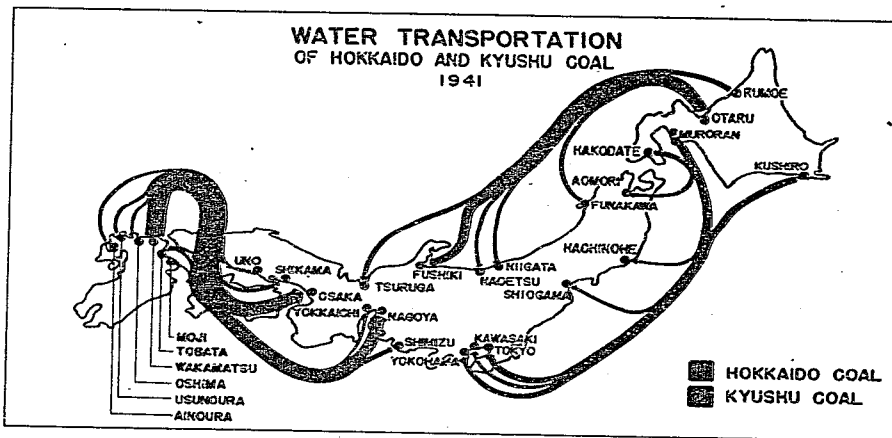 WATER TRANSPORTATION
OF HOKKAIDO AND KYUSHU COAL
1941
RUMOE
OTARU
MURORAN
HAKODATE
KUSHIRO
AOMORI
FUNAKAWA
HACHINOHE
UNO
SHIKAMA
FUSHIKI
NIIGATA
NAOETSU
TSURUGA
SHIOGAMA
OSAKA
YOKKAICHI
NAGOYA
SHIMIZU
KAWASAKI
TOKYO
YOKOHAMA
MOJI
TOBATA
WAKAMATSU
OSHIMA
USUNOURA
AINOURA
HOKKAIDO COAL
KYUSHU COAL